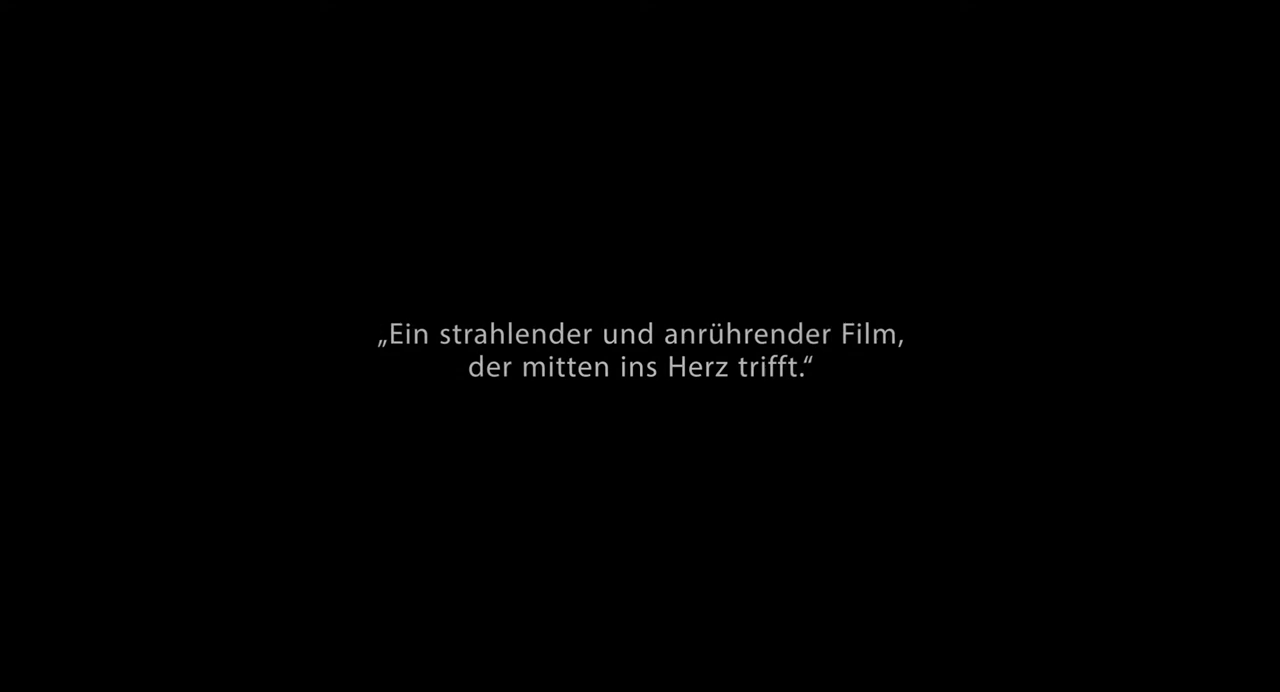 „Ein strahlender und anrührender Film,
der mitten ins Herz trifft.“